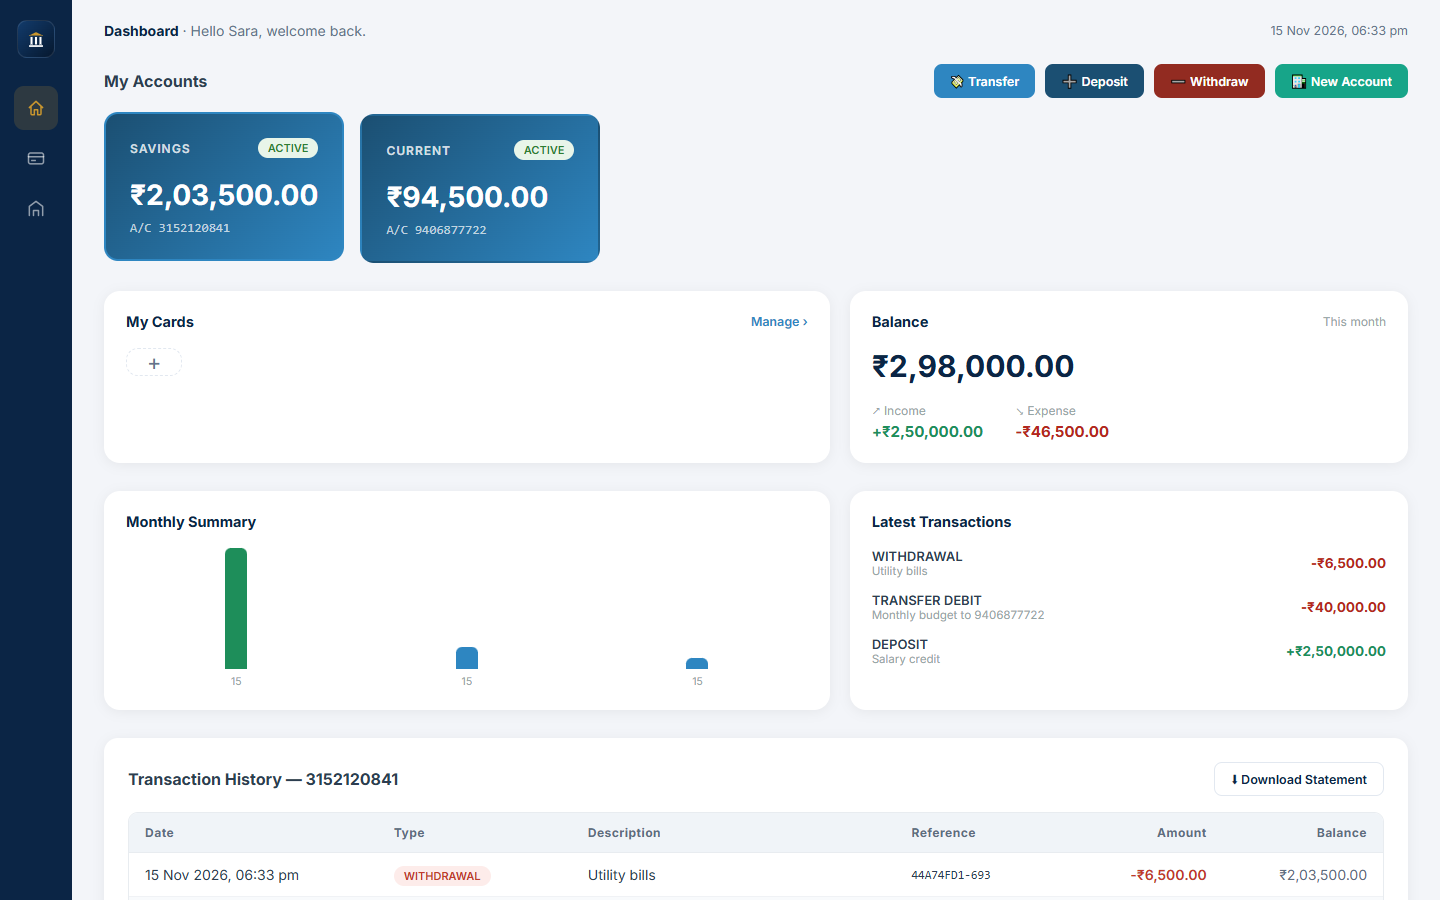 Dashboard · Hello Sara, welcome back.
15 Nov 2026, 06:33 pm
My Accounts
Transfer
Deposit
Withdraw
New Account
SAVINGS
ACTIVE
₹2,03,500.00
A/C 3152120841
CURRENT
ACTIVE
₹94,500.00
A/C 9406877722
My Cards
Manage ›
+
Balance
This month
₹2,98,000.00
↗ Income
+₹2,50,000.00
↘ Expense
-₹46,500.00
Monthly Summary
15
15
15
Latest Transactions
WITHDRAWAL
Utility bills
-₹6,500.00
TRANSFER DEBIT
Monthly budget to 9406877722
-₹40,000.00
DEPOSIT
Salary credit
+₹2,50,000.00
Transaction History — 3152120841
⬇ Download Statement
Date Type Description Reference Amount Balance
15 Nov 2026, 06:33 pm WITHDRAWAL Utility bills 44A74FD1-693 -₹6,500.00 ₹2,03,500.00